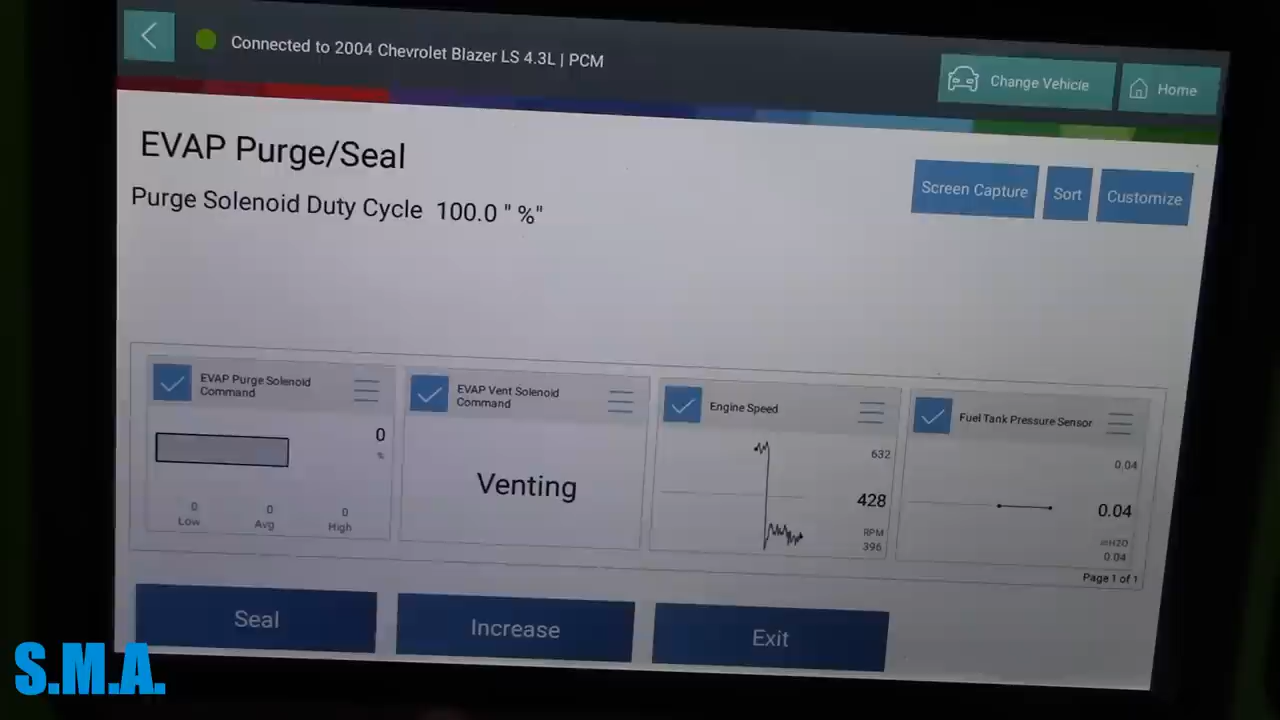 Connected to 2004 Chevrolet Blazer LS 4.3L | PCM
Change Vehicle
Home
EVAP Purge/Seal
Purge Solenoid Duty Cycle 100.0 " %"
Screen Capture
Sort
Customize
EVAP Purge Solenoid
Command
0
%
0
0
0
Low
Avg
High
EVAP Vent Solenoid
Command
Venting
Engine Speed
632
428
RPM
396
Fuel Tank Pressure Sensor
0.04
0.04
inH2O
0.04
Page 1 of 1
Seal
Increase
Exit
S.M.A.